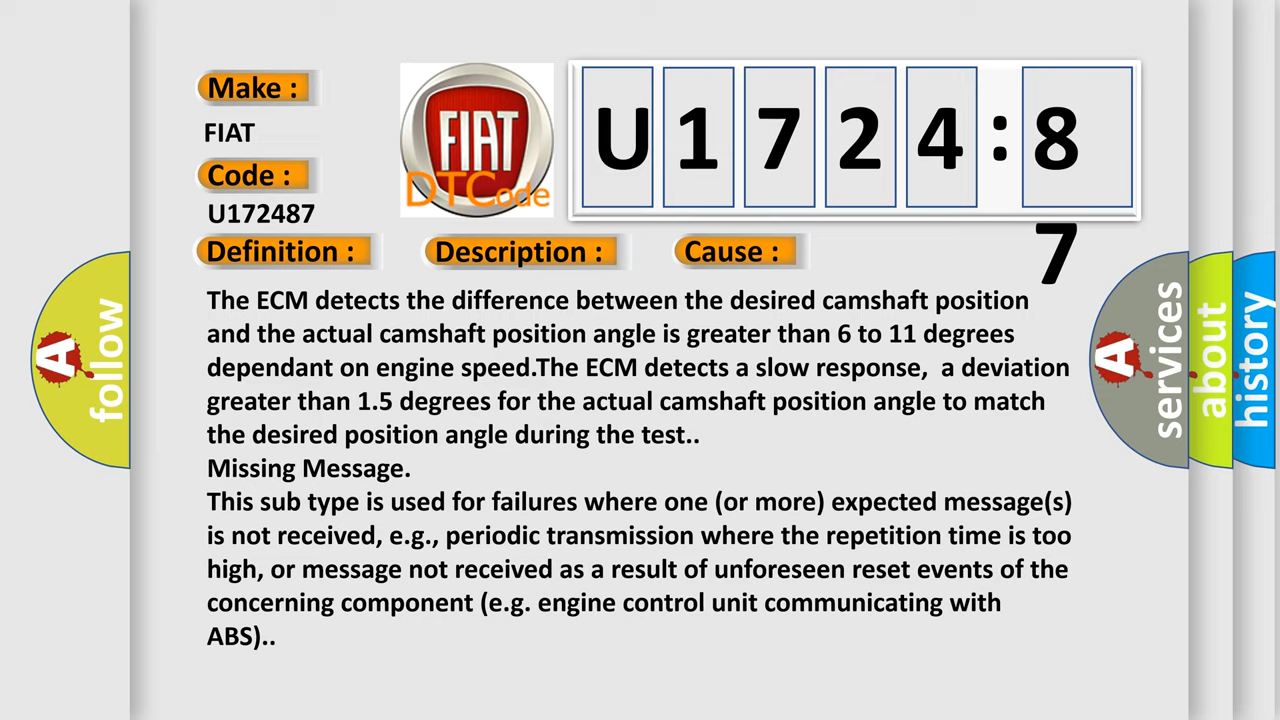 Make :
FIAT
Code :
U172487
FIAT
DTCode
U1724:8
7
Definition :
Description :
Cause :
The ECM detects the difference between the desired camshaft position
and the actual camshaft position angle is greater than 6 to 11 degrees
dependant on engine speed.The ECM detects a slow response, a deviation
greater than 1.5 degrees for the actual camshaft position angle to match
the desired position angle during the test..
Missing Message.
This sub type is used for failures where one (or more) expected message(s)
is not received, e.g., periodic transmission where the repetition time is too
high, or message not received as a result of unforeseen reset events of the
concerning component (e.g. engine control unit communicating with
ABS)..
A
follow
A
services
about
history